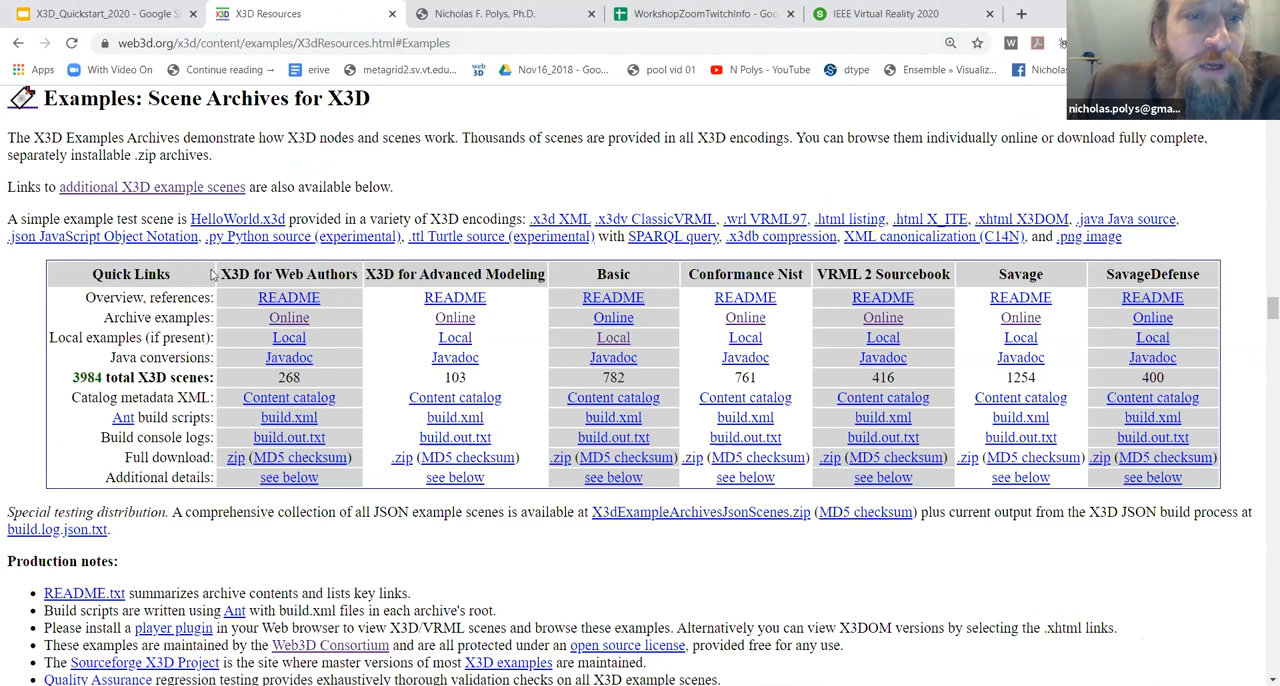 X3D_Quickstart_2020 - Google S X3D Resources Nicholas F. Polys, Ph.D. WorkshopZoomTwitchInfo - Goo IEEE Virtual Reality 2020
web3d.org/x3d/content/examples/X3dResources.html#Examples
Apps With Video On Continue reading → erive metagrid2.sv.vt.edu... Nov16_2018 - Goo... pool vid 01 N Polys - YouTube dtype Ensemble » Visualiz...
nicholas.polys@gma...
Examples: Scene Archives for X3D
The X3D Examples Archives demonstrate how X3D nodes and scenes work. Thousands of scenes are provided in all X3D encodings. You can browse them individually online or download fully complete,
separately installable .zip archives.
Links to additional X3D example scenes are also available below.
A simple example test scene is HelloWorld.x3d provided in a variety of X3D encodings: .x3d XML, .x3dv ClassicVRML, .wrl VRML97, .html listing, .html X_ITE, .xhtml X3DOM, .java Java source,
.json JavaScript Object Notation, .py Python source (experimental), .ttl Turtle source (experimental) with SPARQL query, .x3db compression, XML canonicalization (C14N), and .png image
Quick Links X3D for Web Authors X3D for Advanced Modeling Basic Conformance Nist VRML 2 Sourcebook Savage SavageDefense
Overview, references: README README README README README README README
Archive examples: Online Online Online Online Online Online Online
Local examples (if present): Local Local Local Local Local Local Local
Java conversions: Javadoc Javadoc Javadoc Javadoc Javadoc Javadoc Javadoc
3984 total X3D scenes: 268 103 782 761 416 1254 400
Catalog metadata XML: Content catalog Content catalog Content catalog Content catalog Content catalog Content catalog Content catalog
Ant build scripts: build.xml build.xml build.xml build.xml build.xml build.xml build.xml
Build console logs: build.out.txt build.out.txt build.out.txt build.out.txt build.out.txt build.out.txt build.out.txt
Full download: .zip (MD5 checksum) .zip (MD5 checksum) .zip (MD5 checksum) .zip (MD5 checksum) .zip (MD5 checksum) .zip (MD5 checksum) .zip (MD5 checksum)
Additional details: see below see below see below see below see below see below see below
Special testing distribution. A comprehensive collection of all JSON example scenes is available at X3dExampleArchivesJsonScenes.zip (MD5 checksum) plus current output from the X3D JSON build process at
build.log.json.txt.
Production notes:
• README.txt summarizes archive contents and lists key links.
• Build scripts are written using Ant with build.xml files in each archive's root.
• Please install a player plugin in your Web browser to view X3D/VRML scenes and browse these examples. Alternatively you can view X3DOM versions by selecting the .xhtml links.
• These examples are maintained by the Web3D Consortium and are all protected under an open source license, provided free for any use.
• The Sourceforge X3D Project is the site where master versions of most X3D examples are maintained.
• Quality Assurance regression testing provides exhaustively thorough validation checks on all X3D example scenes.